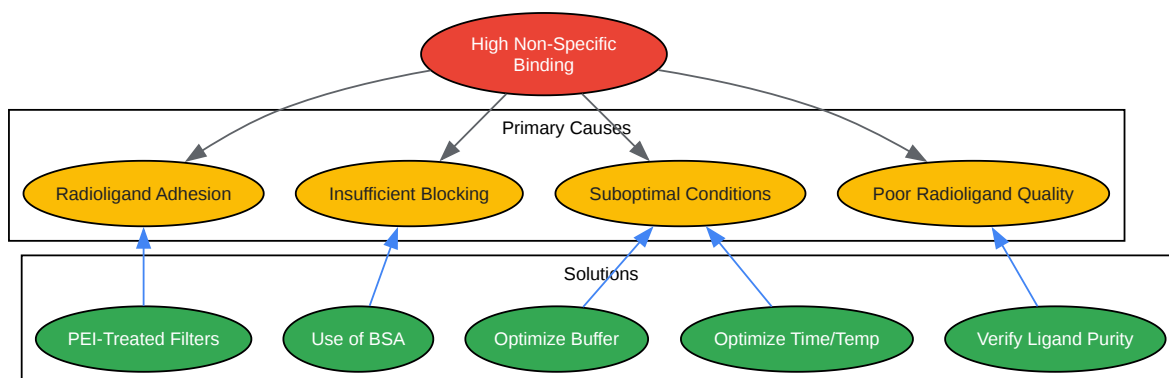 High Non-Specific
Binding
Primary Causes
Radioligand Adhesion
Insufficient Blocking
Suboptimal Conditions
Poor Radioligand Quality
Solutions
PEI-Treated Filters
Use of BSA
Optimize Buffer
Optimize Time/Temp
Verify Ligand Purity